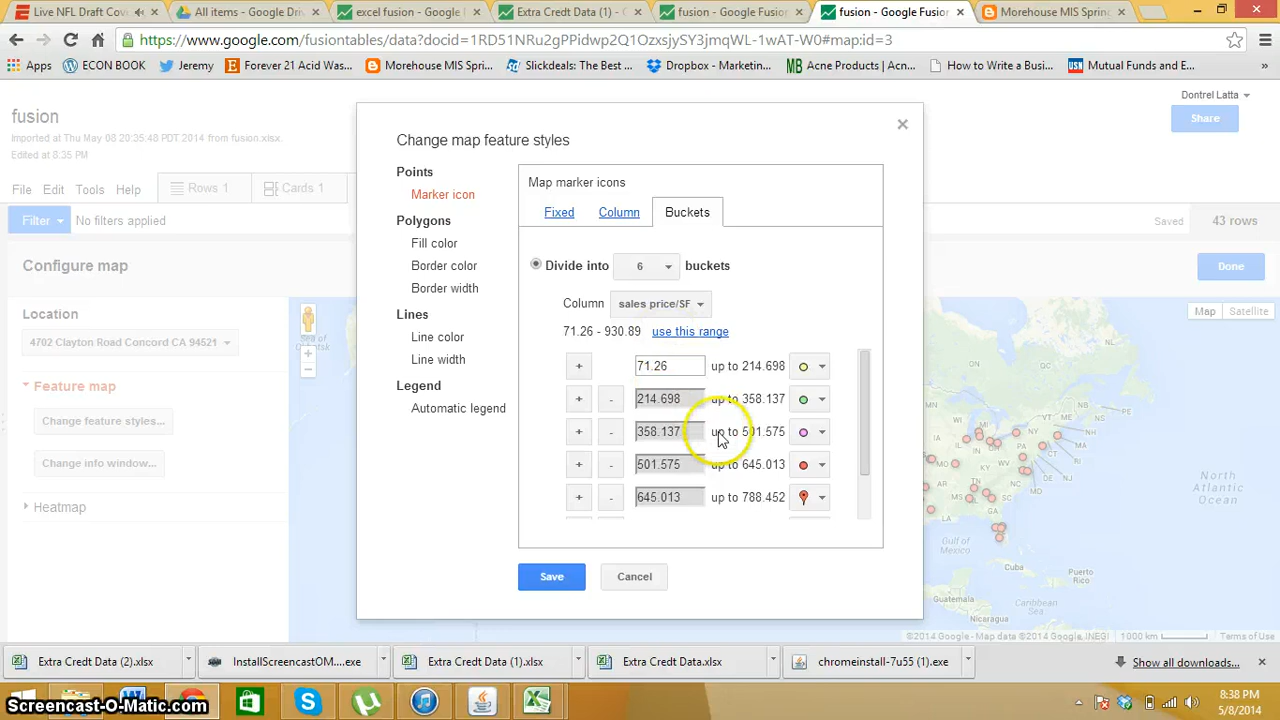 Live NFL Draft Covi
All items - Google Driv
excel fusion - Google
Extra Credt Data (1) - G
fusion - Google Fusio
fusion - Google Fusio
Morehouse MIS Spring
https://www.google.com/fusiontables/data?docid=1RD51NRu2gPPidwp2Q1OzxsjySY3jmqWL-1wAT-W0#map:id=3
Apps
ECON BOOK
Jeremy
Forever 21 Acid Was...
Morehouse MIS Spri...
Slickdeals: The Best ...
Dropbox - Marketin...
Acne Products | Acn...
How to Write a Busi...
Mutual Funds and E...
Dontrel Latta
fusion
Imported at Thu May 08 20:35:48 PDT 2014 from fusion.xlsx.
Edited at 8:35 PM
Share
File Edit Tools Help
Rows 1
Cards 1
Filter
No filters applied
Saved
43 rows
Configure map
Done
Location
4702 Clayton Road Concord CA 94521
Feature map
Change feature styles...
Change info window...
Heatmap
Change map feature styles
Points
Marker icon
Polygons
Fill color
Border color
Border width
Lines
Line color
Line width
Legend
Automatic legend
Map marker icons
Fixed
Column
Buckets
Divide into 6 buckets
Column sales price/SF
71.26 - 930.89 use this range
+ 71.26 up to 214.698
+ - 214.698 up to 358.137
+ - 358.137 up to 501.575
+ - 501.575 up to 645.013
+ - 645.013 up to 788.452
Save
Cancel
Map
Satellite
+
-
North
Atlantic
Ocean
Gulf of
Mexico
Cuba
Puerto Rico
Guatemala
Caribbean
Sea
Nicaragua
©2014 Google - Map data ©2014 Google, INEGI
1000 km
Terms of Use
Extra Credt Data (2).xlsx
InstallScreencastOM....exe
Extra Credt Data (1).xlsx
Extra Credt Data.xlsx
chromeinstall-7u55 (1).exe
Show all downloads...
8:38 PM
5/8/2014
Screencast-O-Matic.com